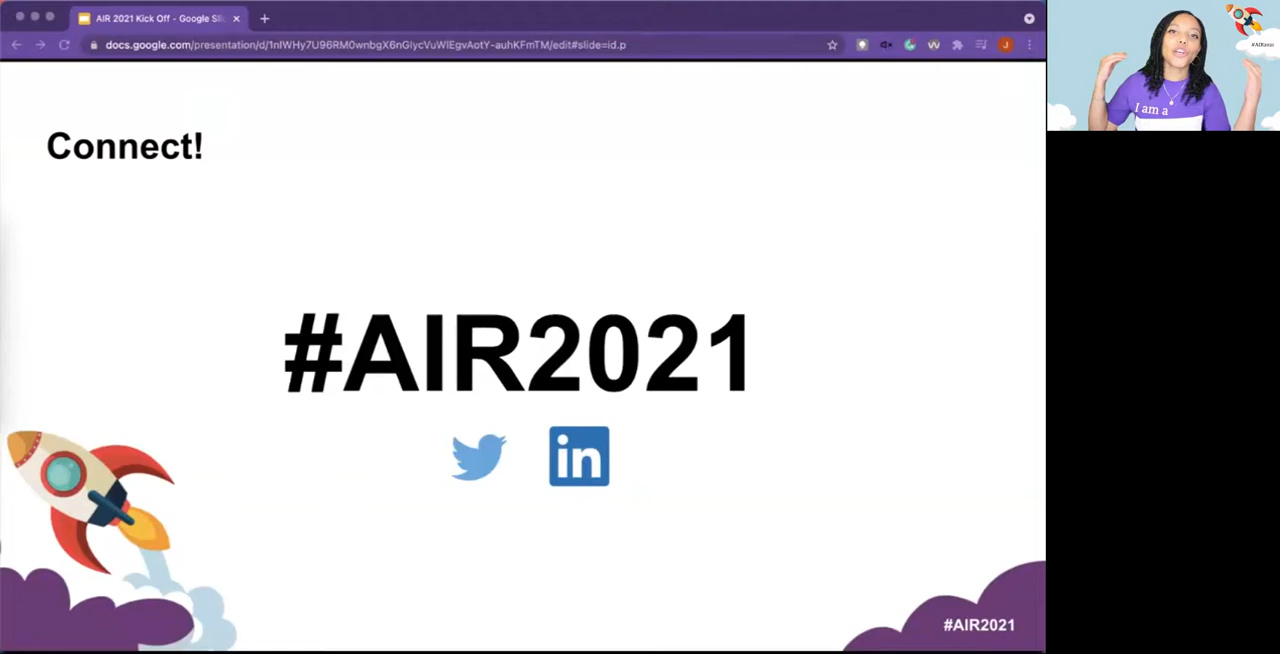 AIR 2021 Kick Off - Google Sli
docs.google.com/presentation/d/1nIWHy7U96RM0wnbgX6nGlycVuWlEgvAotY-auhKFmTM/edit#slide=id.p
J
I am a
Connect!
#AIR2021
in
#AIR2021